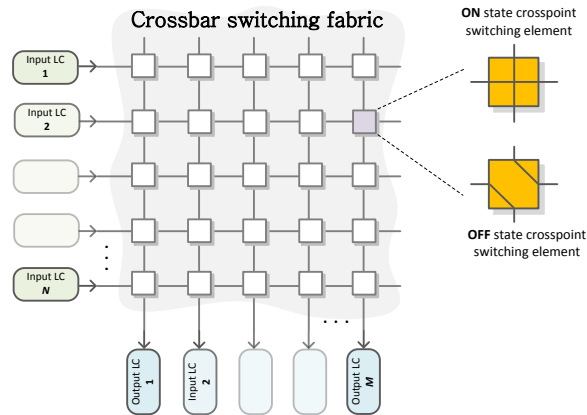 Crossbar switching fabric
ON state crosspoint
switching element
Input LC
1
Input LC
2
OFF state crosspoint
switching element
Input LC
N
. . .
. . .
Output LC
1
Input LC
2
Output LC
M